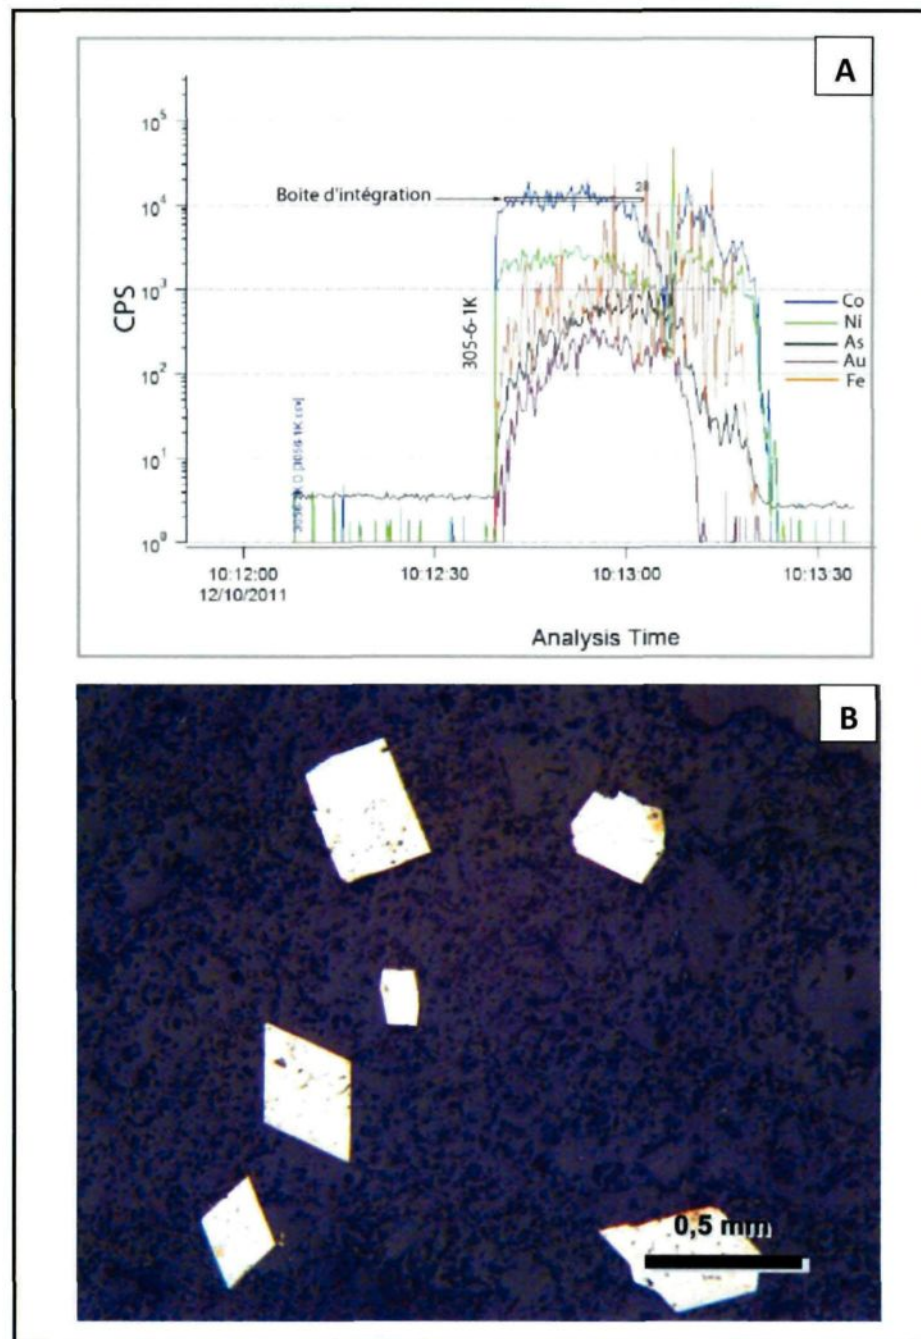 A
CPS
10⁵
10⁴
10³
10²
10¹
10⁰
Boite d'intégration
28
305-6-1K
Co
Ni
As
Au
Fe
10:12:00
10:12:30
10:13:00
10:13:30
12/10/2011
Analysis Time
B
0,5 mm